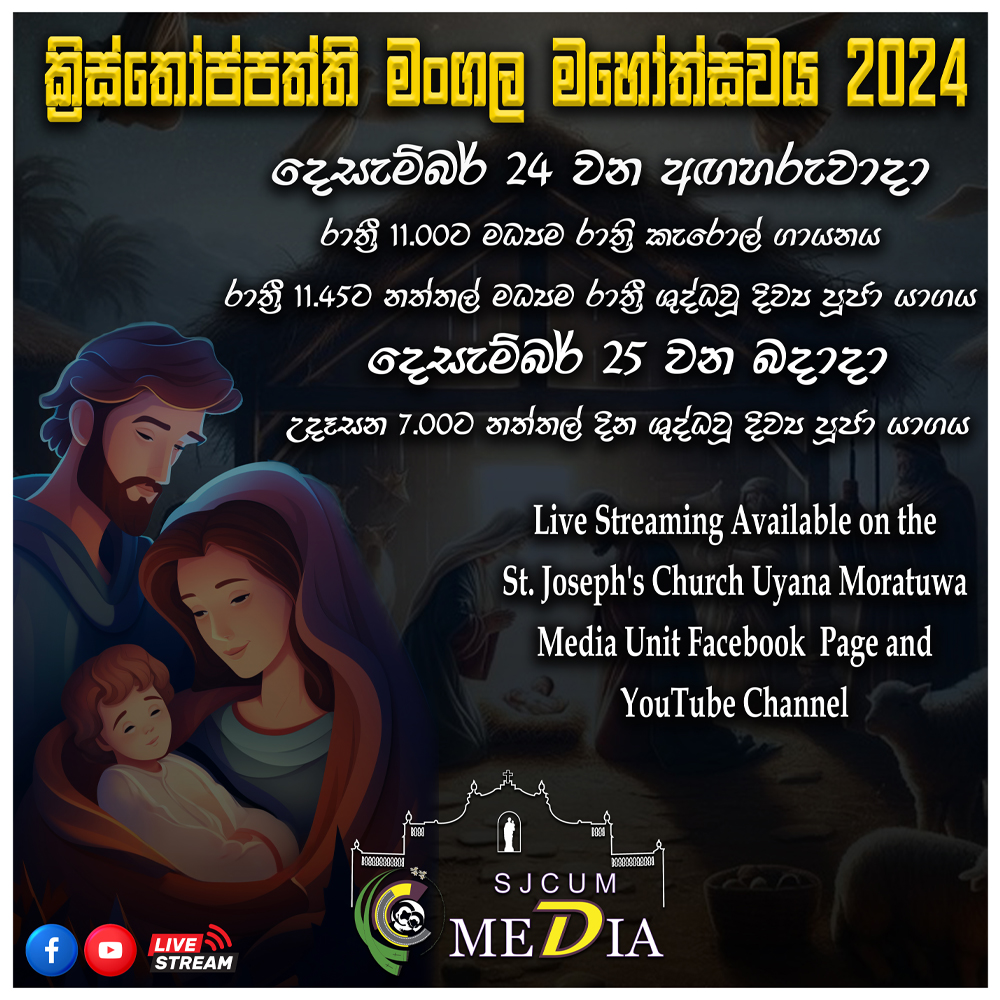 ක්‍රිස්තෝප්පත්ති මංගල මහෝත්සවය 2024
දෙසැම්බර් 24 වන අඟහරුවාදා
රාත්‍රී 11.00ට මධ්‍යම රාත්‍රි කැරොල් ගායනය
රාත්‍රී 11.45ට නත්තල් මධ්‍යම රාත්‍රී ශුද්ධවූ දිව්‍ය පූජා යාගය
දෙසැම්බර් 25 වන බදාදා
උදෑසන 7.00ට නත්තල් දින ශුද්ධවූ දිව්‍ය පූජා යාගය
Live Streaming Available on the
St. Joseph's Church Uyana Moratuwa
Media Unit Facebook Page and
YouTube Channel
SJCUM
MEDIA
LIVE
STREAM